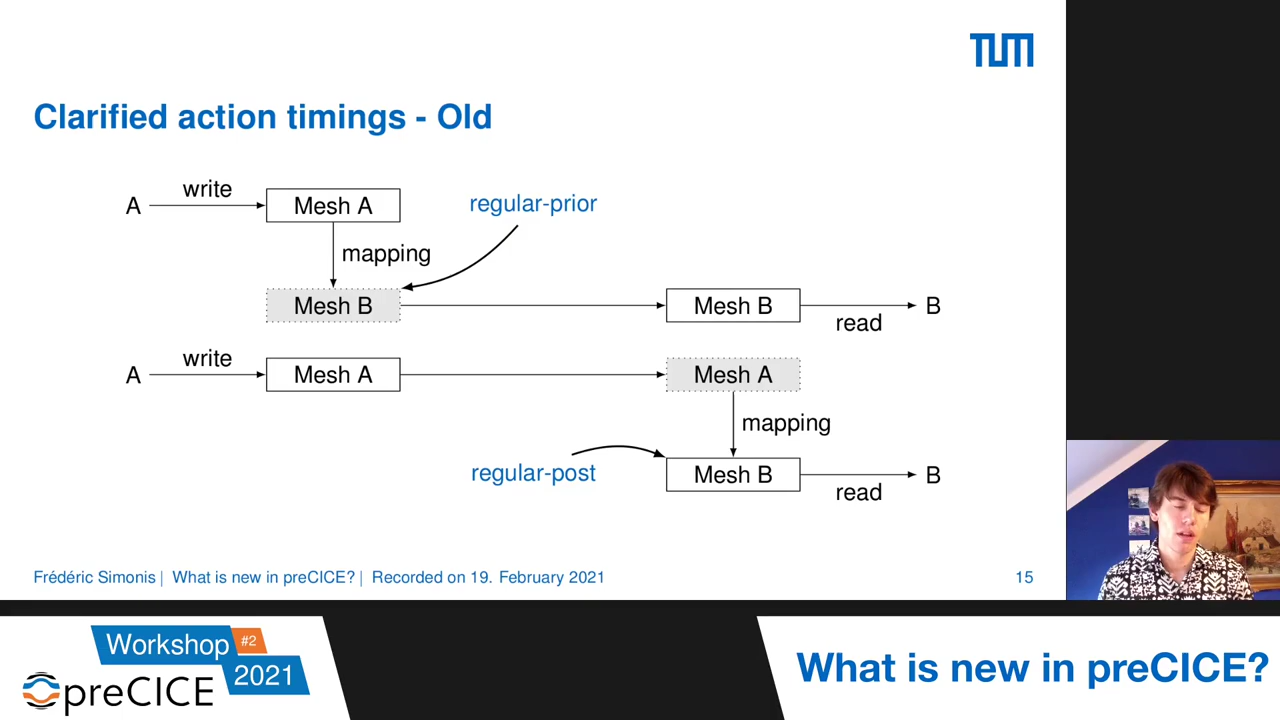 TUM
Clarified action timings - Old
A
write
Mesh A
regular-prior
mapping
Mesh B
Mesh B
read
B
A
write
Mesh A
Mesh A
mapping
regular-post
Mesh B
read
B
Frédéric Simonis | What is new in preCICE? | Recorded on 19. February 2021
15
Workshop #2
2021
preCICE
What is new in preCICE?